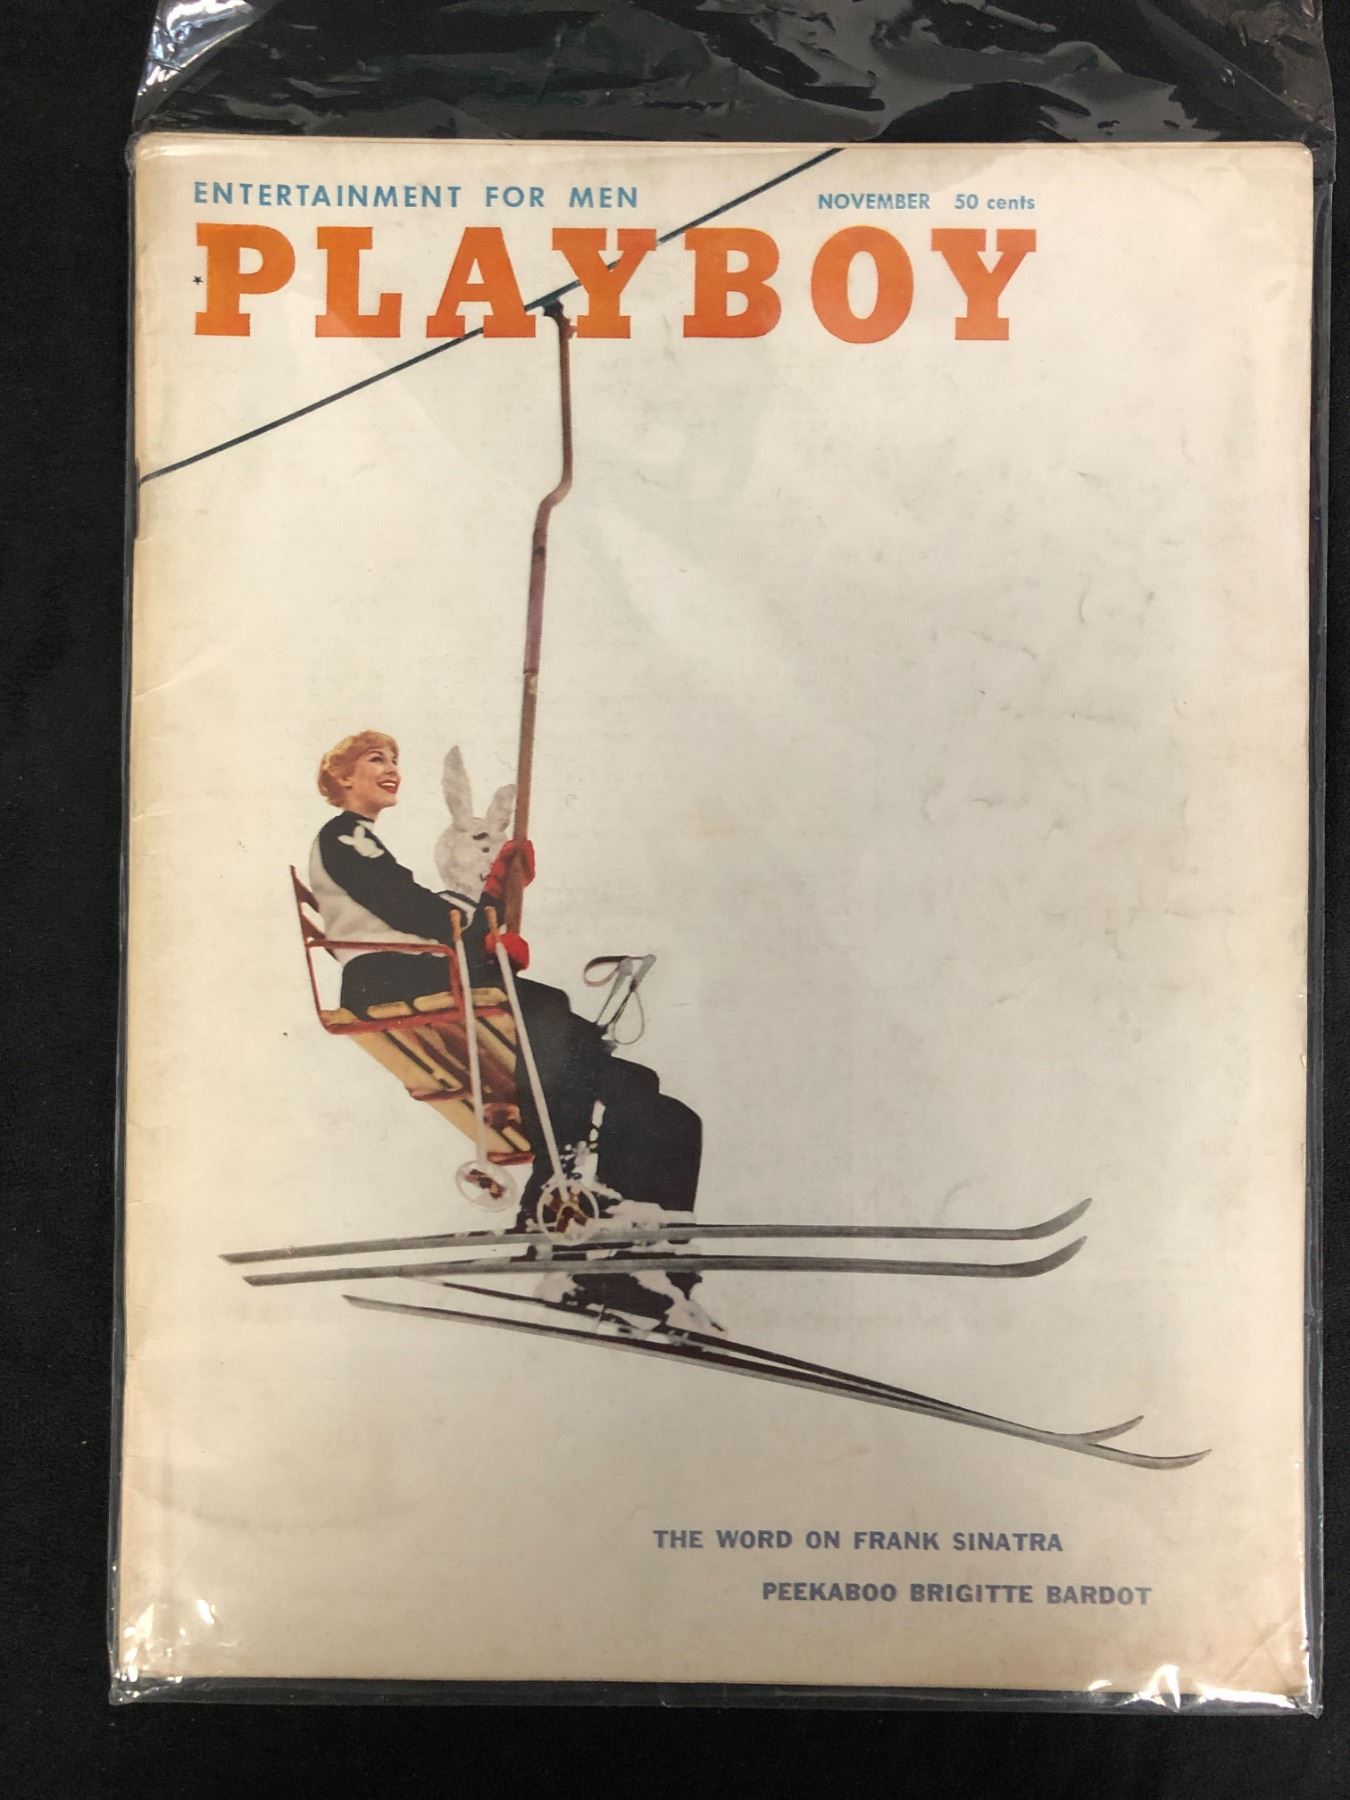 ENTERTAINMENT FOR MEN
NOVEMBER 50 cents
PLAYBOY
THE WORD ON FRANK SINATRA
PEEKABOO BRIGITTE BARDOT